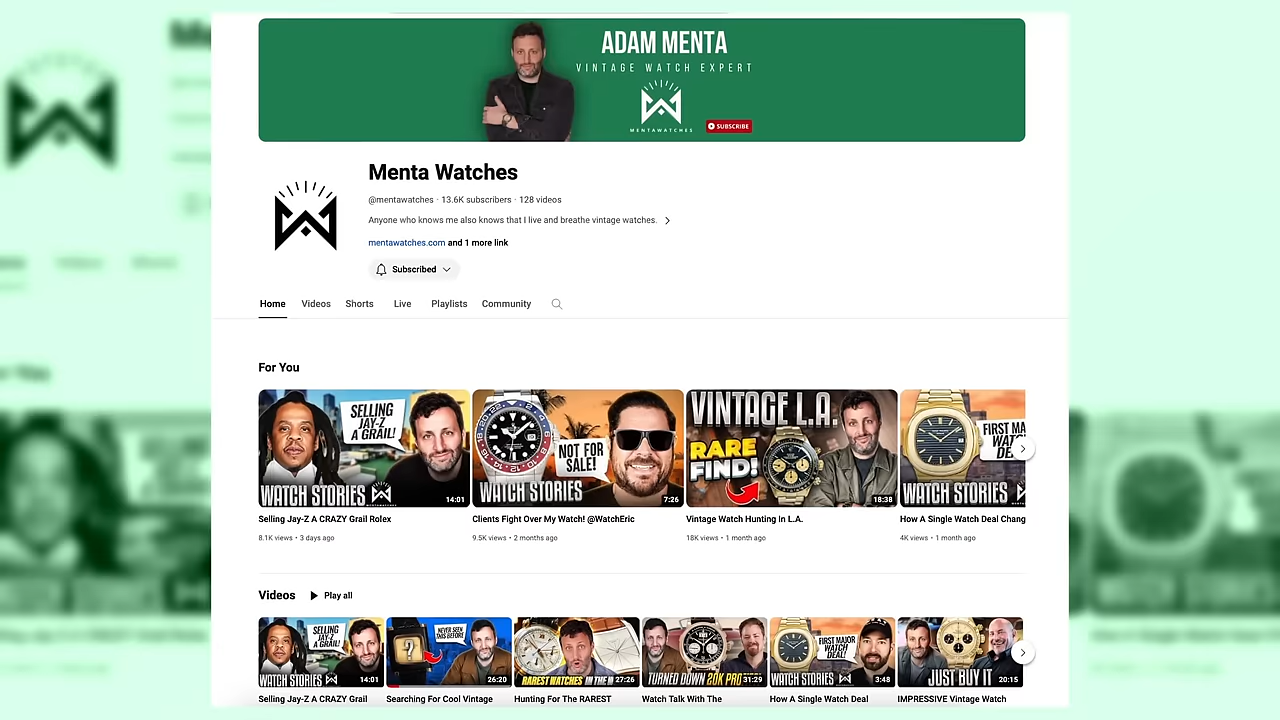 ADAM MENTA
VINTAGE WATCH EXPERT
MENTAWATCHES
SUBSCRIBE
Menta Watches
@mentawatches · 13.6K subscribers · 128 videos
Anyone who knows me also knows that I live and breathe vintage watches.
mentawatches.com and 1 more link
Subscribed
Home Videos Shorts Live Playlists Community
For You
SELLING
JAY-Z
A GRAIL!
WATCH STORIES
14:01
NOT FOR
SALE!
WATCH STORIES
7:26
VINTAGE L.A.
RARE
FIND!
18:38
FIRST MA
WATC
DE
WATCH STORIES
Selling Jay-Z A CRAZY Grail Rolex
8.1K views • 3 days ago
Clients Fight Over My Watch! @WatchEric
9.5K views • 2 months ago
Vintage Watch Hunting In L.A.
18K views • 1 month ago
How A Single Watch Deal Chang
4K views • 1 month ago
Videos Play all
SELLING
JAY-Z
A GRAIL!
WATCH STORIES
14:01
NEVER SEEN
THIS BEFORE
?
26:20
RAREST WATCHES IN THE W
27:26
TURNED DOWN 20K PRO
31:29
FIRST MAJOR
WATCH
DEAL!
WATCH STORIES
3:48
JUST BUY IT
20:15
Selling Jay-Z A CRAZY Grail
Searching For Cool Vintage
Hunting For The RAREST
Watch Talk With The
How A Single Watch Deal
IMPRESSIVE Vintage Watch